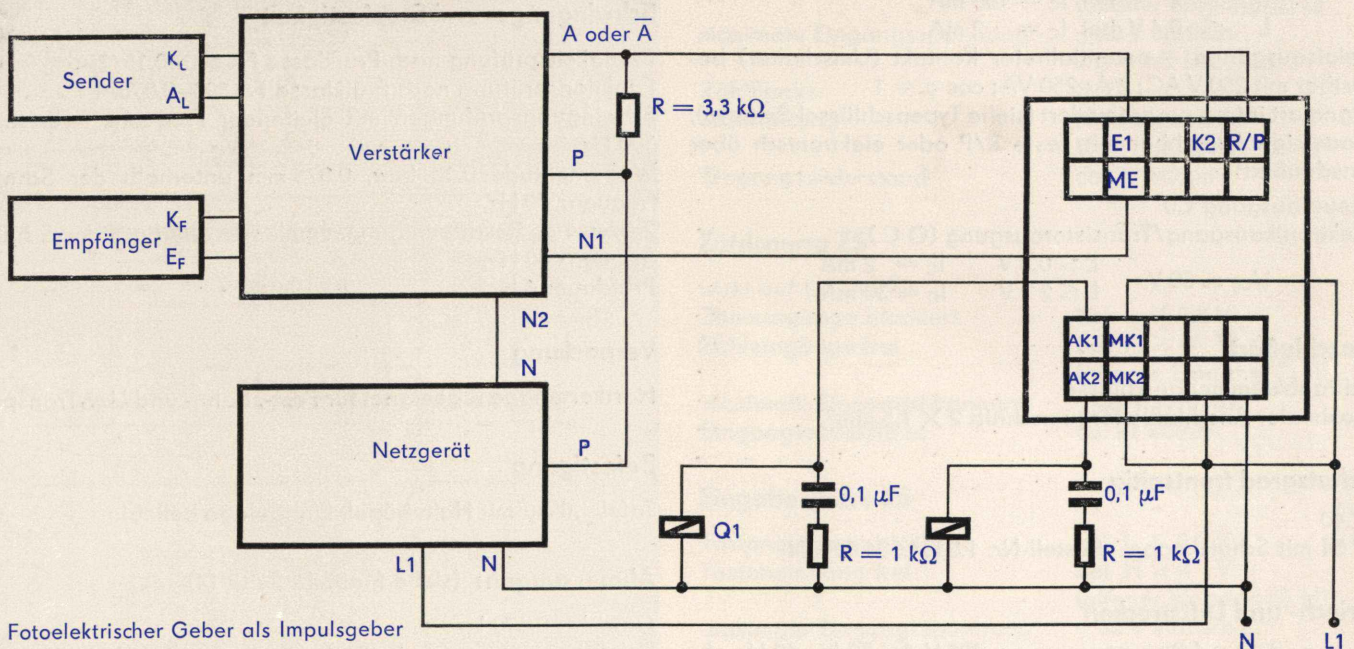 A oder Ā
K_L
Sender
A_L
R = 3,3 kΩ
Verstärker
P
E1 K2 R/P
ME
K_F
Empfänger
E_F
N1
N2
N
AK1 MK1
AK2 MK2
Netzgerät
P
0,1 µF
0,1 µF
Q1
R = 1 kΩ
R = 1 kΩ
L1 N
Fotoelektrischer Geber als Impulsgeber
N L1